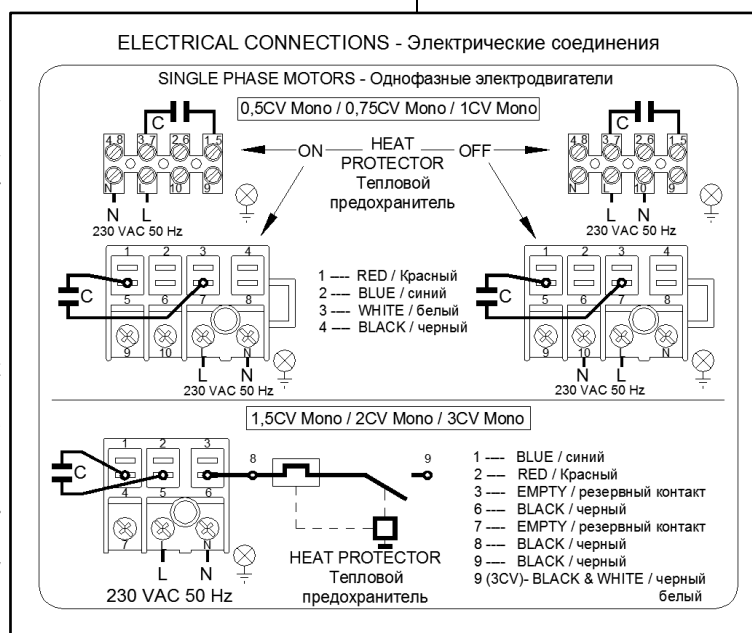 ELECTRICAL CONNECTIONS - Электрические соединения
SINGLE PHASE MOTORS - Однофазные электродвигатели
0,5CV Mono / 0,75CV Mono / 1CV Mono
C
4 8 3 7 2 6 1 5
N L 10 9
N L
230 VAC 50 Hz
ON HEAT PROTECTOR OFF
Тепловой
предохранитель
C
4 8 3 7 2 6 1 5
N L 10 9
L N
230 VAC 50 Hz
1 2 3 4
C
5 6 7 8
9 10 L N
L N
230 VAC 50 Hz
1 ---- RED / Красный
2 ---- BLUE / синий
3 ---- WHITE / белый
4 ---- BLACK / черный
1 2 3 4
C
5 6 7 8
9 10 L N
N L
230 VAC 50 Hz
1,5CV Mono / 2CV Mono / 3CV Mono
1 2 3 8 9
C
4 5 6
7 L N
L N
230 VAC 50 Hz
HEAT PROTECTOR
Тепловой
предохранитель
1 ---- BLUE / синий
2 ---- RED / Красный
3 ---- EMPTY / резервный контакт
6 ---- BLACK / черный
7 ---- EMPTY / резервный контакт
8 ---- BLACK / черный
9 ---- BLACK / черный
9 (3CV)- BLACK & WHITE / черный
белый